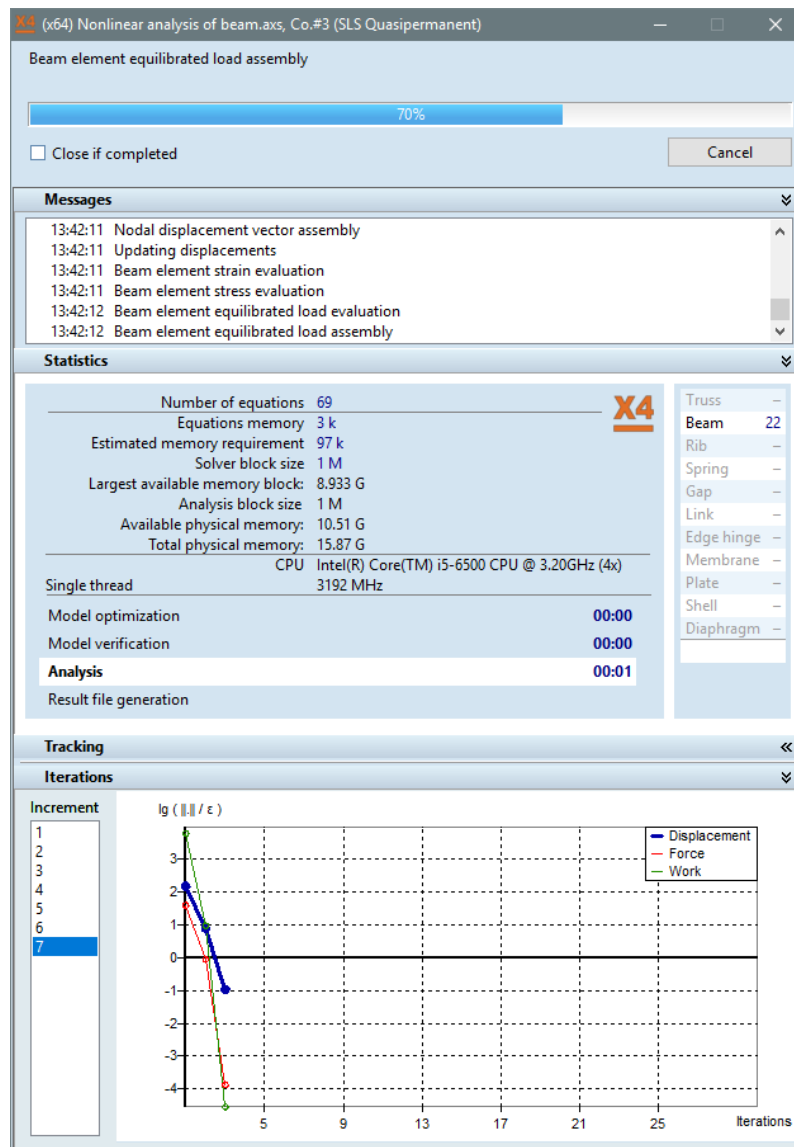 X4 (x64) Nonlinear analysis of beam.axs, Co.#3 (SLS Quasipermanent)
Beam element equilibrated load assembly
70%
Close if completed
Cancel
Messages
13:42:11 Nodal displacement vector assembly
13:42:11 Updating displacements
13:42:11 Beam element strain evaluation
13:42:11 Beam element stress evaluation
13:42:12 Beam element equilibrated load evaluation
13:42:12 Beam element equilibrated load assembly
Statistics
Number of equations 69
Equations memory 3 k
Estimated memory requirement 97 k
Solver block size 1 M
Largest available memory block: 8.933 G
Analysis block size 1 M
Available physical memory: 10.51 G
Total physical memory: 15.87 G
CPU Intel(R) Core(TM) i5-6500 CPU @ 3.20GHz (4x)
Single thread 3192 MHz
Model optimization 00:00
Model verification 00:00
Analysis 00:01
Result file generation
X4
Truss –
Beam 22
Rib –
Spring –
Gap –
Link –
Edge hinge –
Membrane –
Plate –
Shell –
Diaphragm –
Tracking
Iterations
Increment
1
2
3
4
5
6
7
lg ( ||.|| / ε )
Displacement
Force
Work
3
2
1
0
-1
-2
-3
-4
5 9 13 17 21 25 Iterations